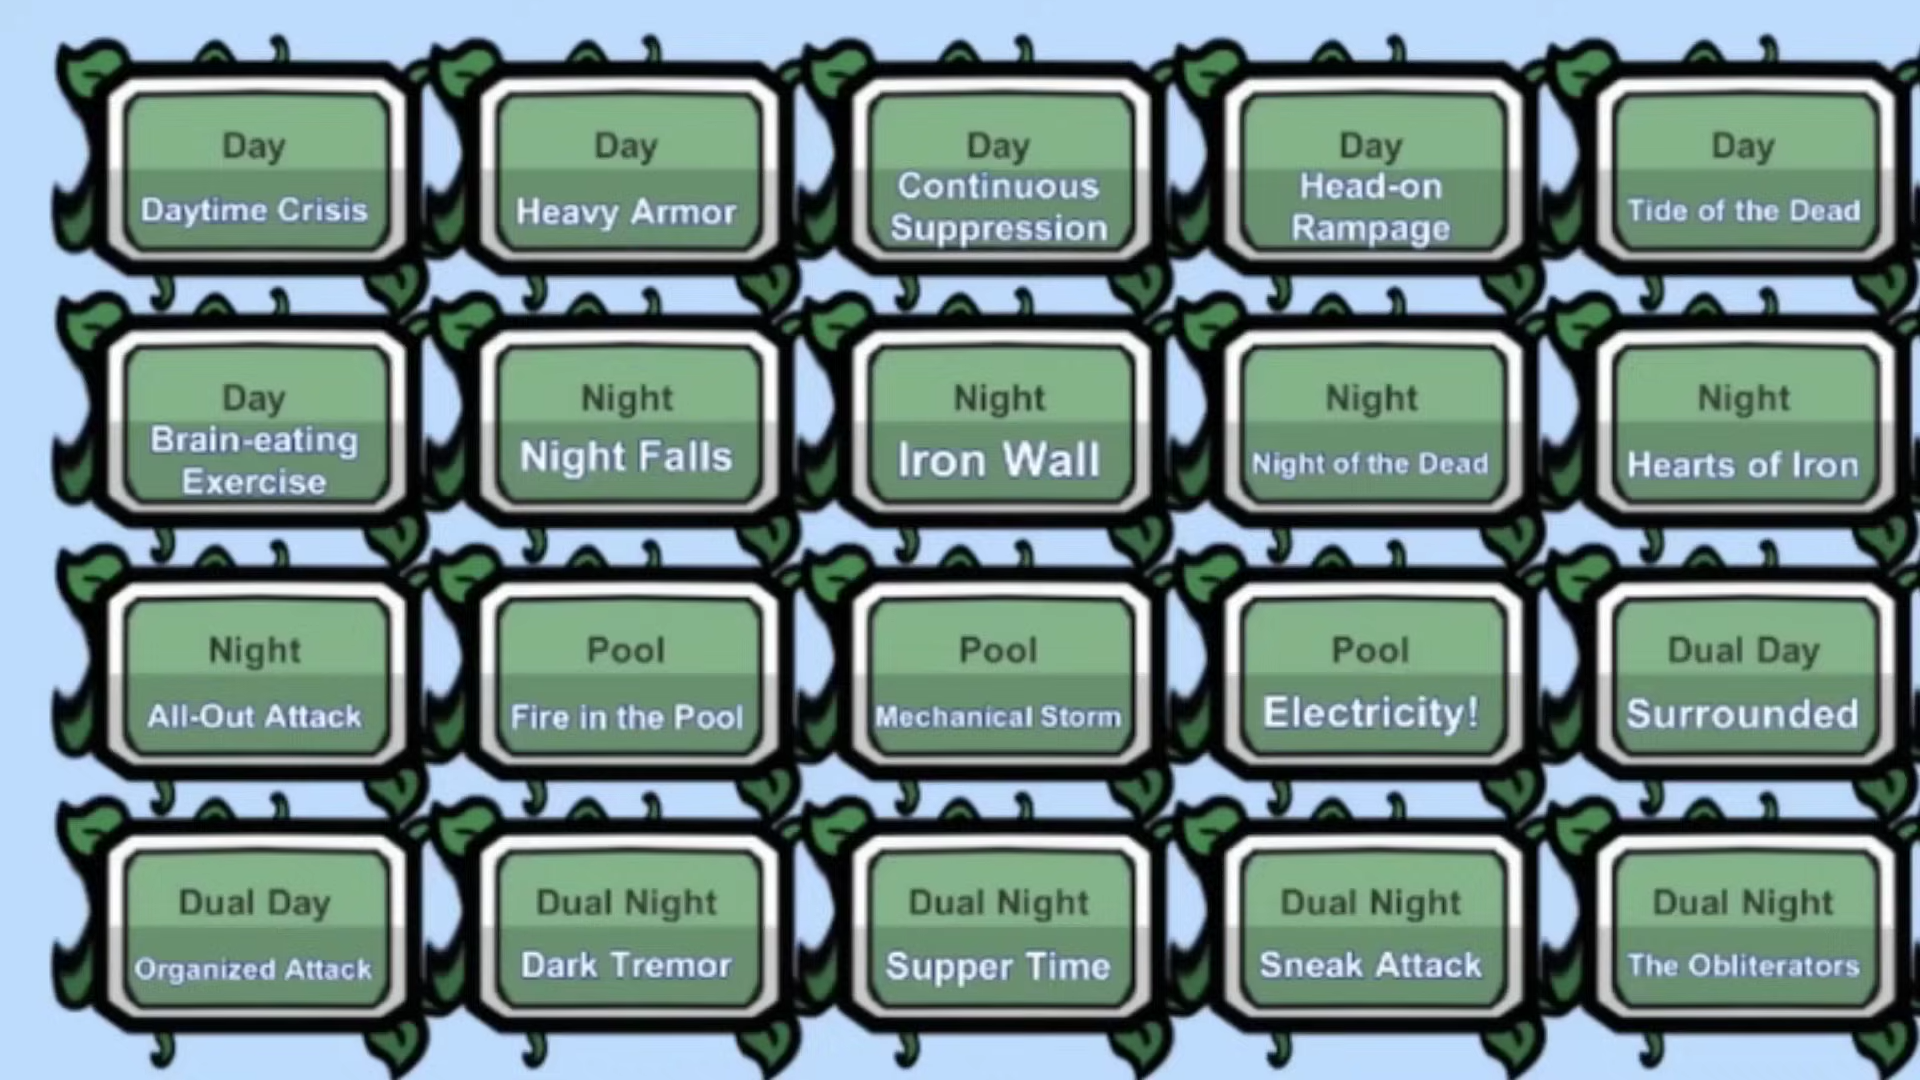 Day
Daytime Crisis
Day
Heavy Armor
Day
Continuous
Suppression
Day
Head-on
Rampage
Day
Tide of the Dead
Day
Brain-eating
Exercise
Night
Night Falls
Night
Iron Wall
Night
Night of the Dead
Night
Hearts of Iron
Night
All-Out Attack
Pool
Fire in the Pool
Pool
Mechanical Storm
Pool
Electricity!
Dual Day
Surrounded
Dual Day
Organized Attack
Dual Night
Dark Tremor
Dual Night
Supper Time
Dual Night
Sneak Attack
Dual Night
The Obliterators